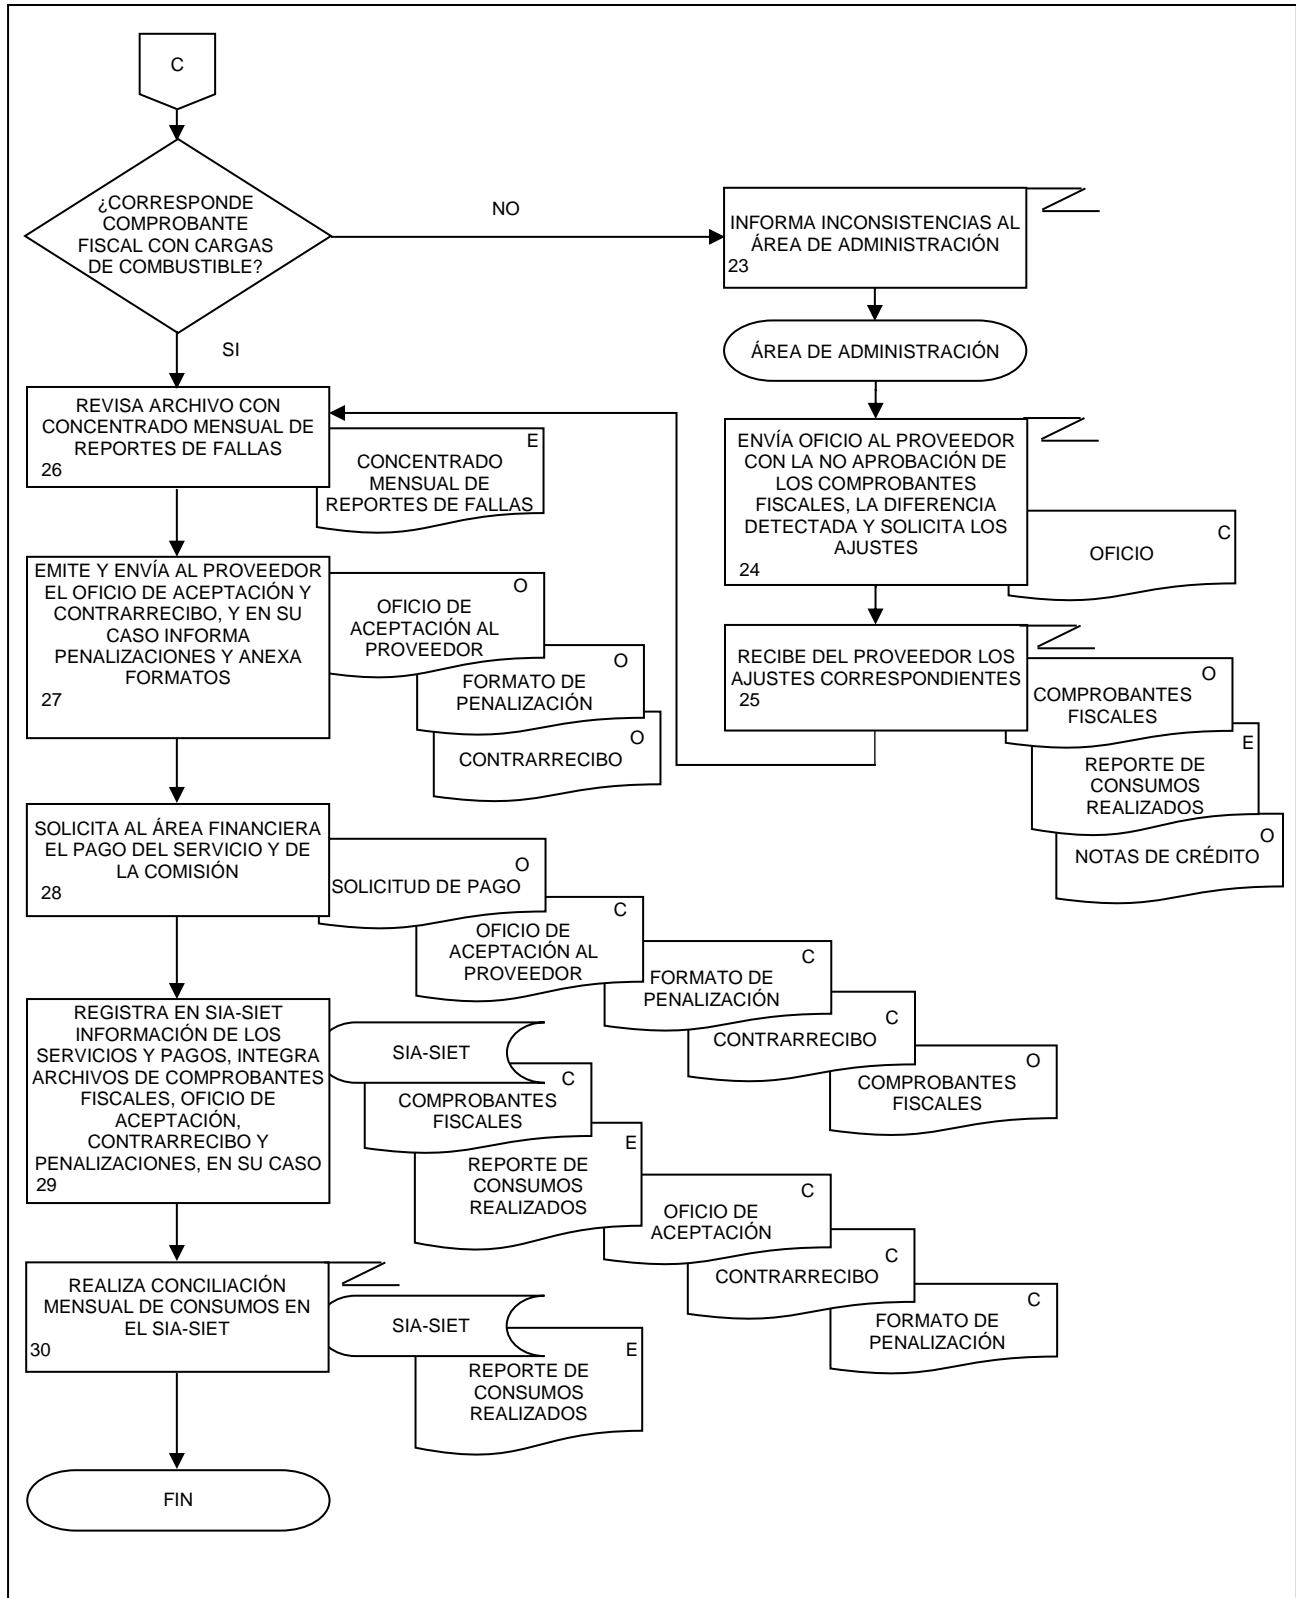 C
¿CORRESPONDE
COMPROBANTE
FISCAL CON CARGAS
DE COMBUSTIBLE?
NO
SI
INFORMA INCONSISTENCIAS AL
ÁREA DE ADMINISTRACIÓN
23
ÁREA DE ADMINISTRACIÓN
ENVÍA OFICIO AL PROVEEDOR
CON LA NO APROBACIÓN DE
LOS COMPROBANTES
FISCALES, LA DIFERENCIA
DETECTADA Y SOLICITA LOS
AJUSTES
24
C
OFICIO
RECIBE DEL PROVEEDOR LOS
AJUSTES CORRESPONDIENTES
25
O
COMPROBANTES
FISCALES
E
REPORTE DE
CONSUMOS
REALIZADOS
O
NOTAS DE CRÉDITO
REVISA ARCHIVO CON
CONCENTRADO MENSUAL DE
REPORTES DE FALLAS
26
E
CONCENTRADO
MENSUAL DE
REPORTES DE FALLAS
EMITE Y ENVÍA AL PROVEEDOR
EL OFICIO DE ACEPTACIÓN Y
CONTRARRECIBO, Y EN SU
CASO INFORMA
PENALIZACIONES Y ANEXA
FORMATOS
27
O
OFICIO DE
ACEPTACIÓN AL
PROVEEDOR
O
FORMATO DE
PENALIZACIÓN
O
CONTRARRECIBO
SOLICITA AL ÁREA FINANCIERA
EL PAGO DEL SERVICIO Y DE
LA COMISIÓN
28
O
SOLICITUD DE PAGO
C
OFICIO DE
ACEPTACIÓN AL
PROVEEDOR
C
FORMATO DE
PENALIZACIÓN
C
CONTRARRECIBO
O
COMPROBANTES
FISCALES
REGISTRA EN SIA-SIET
INFORMACIÓN DE LOS
SERVICIOS Y PAGOS, INTEGRA
ARCHIVOS DE COMPROBANTES
FISCALES, OFICIO DE
ACEPTACIÓN,
CONTRARRECIBO Y
PENALIZACIONES, EN SU CASO
29
SIA-SIET
C
COMPROBANTES
FISCALES
E
REPORTE DE
CONSUMOS
REALIZADOS
C
OFICIO DE
ACEPTACIÓN
C
CONTRARRECIBO
C
FORMATO DE
PENALIZACIÓN
REALIZA CONCILIACIÓN
MENSUAL DE CONSUMOS EN
EL SIA-SIET
30
SIA-SIET
E
REPORTE DE
CONSUMOS
REALIZADOS
FIN